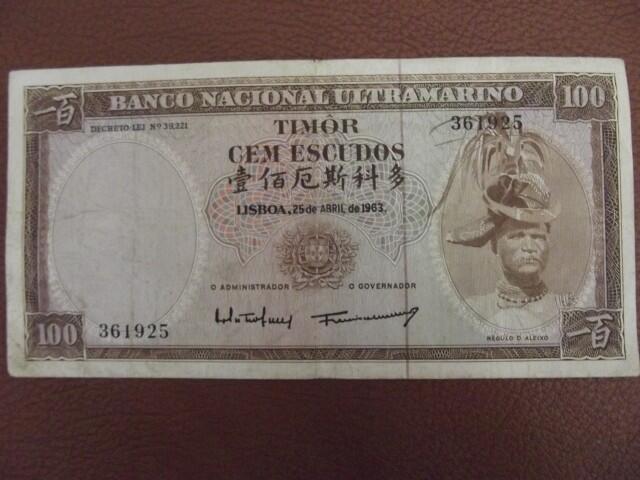 一百
BANCO NACIONAL ULTRAMARINO
100
DECRETO-LEI Nº 39.221
TIMÔR
361925
CEM ESCUDOS
壹佰厄斯科多
LISBOA, 25 de ABRIL de 1963.
O ADMINISTRADOR
O GOVERNADOR
100
361925
一百
RÉGULO D. ALEIXO